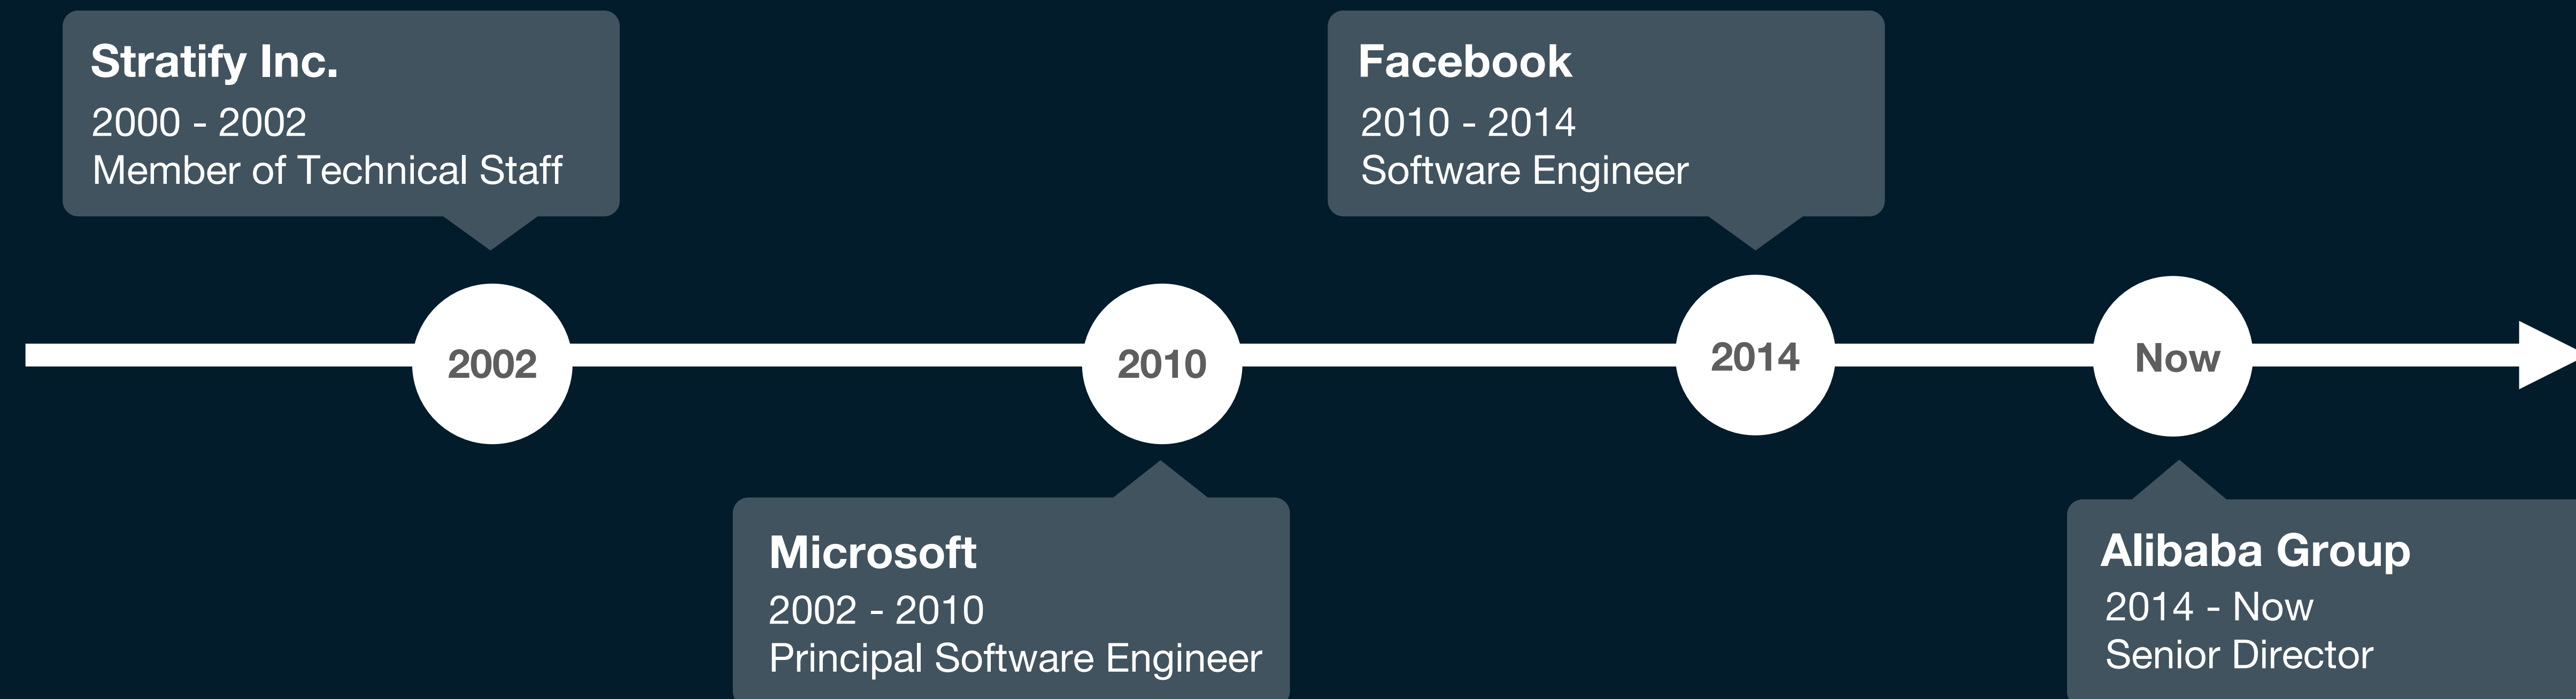 Stratify Inc.
2000 - 2002
Member of Technical Staff
Facebook
2010 - 2014
Software Engineer
2002
2010
2014
Now
Microsoft
2002 - 2010
Principal Software Engineer
Alibaba Group
2014 - Now
Senior Director